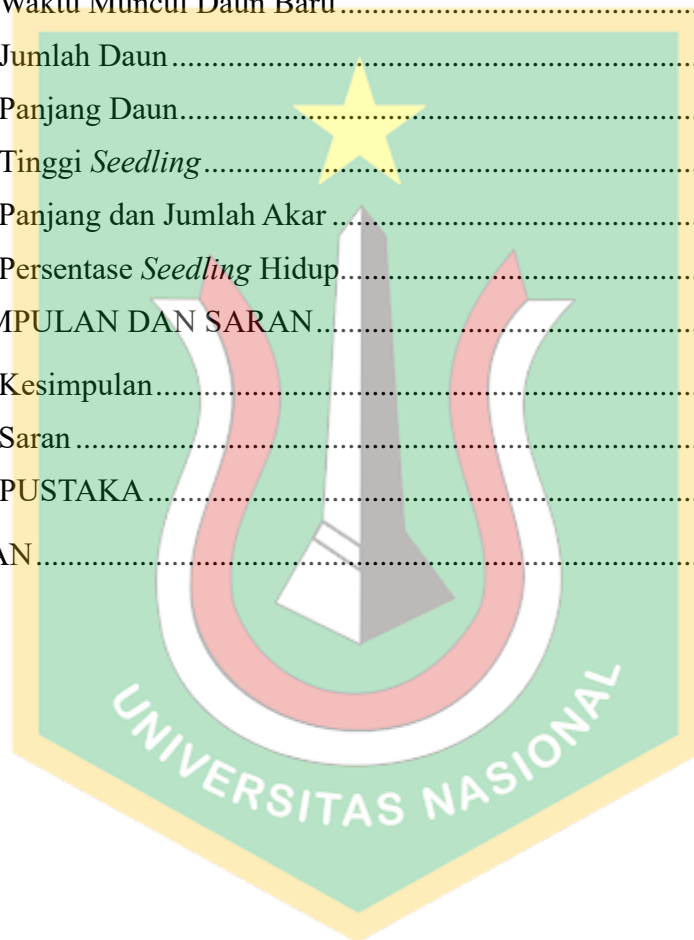 Waktu Muncul Daun Baru................................................
Jumlah Daun....................................................................
Panjang Daun..................................................................
Tinggi Seedling...............................................................
Panjang dan Jumlah Akar ...............................................
Persentase Seedling Hidup..............................................
MPULAN DAN SARAN................................................
Kesimpulan.....................................................................
Saran ...............................................................................
PUSTAKA ......................................................................
AN...................................................................................
UNIVERSITAS NASIONAL